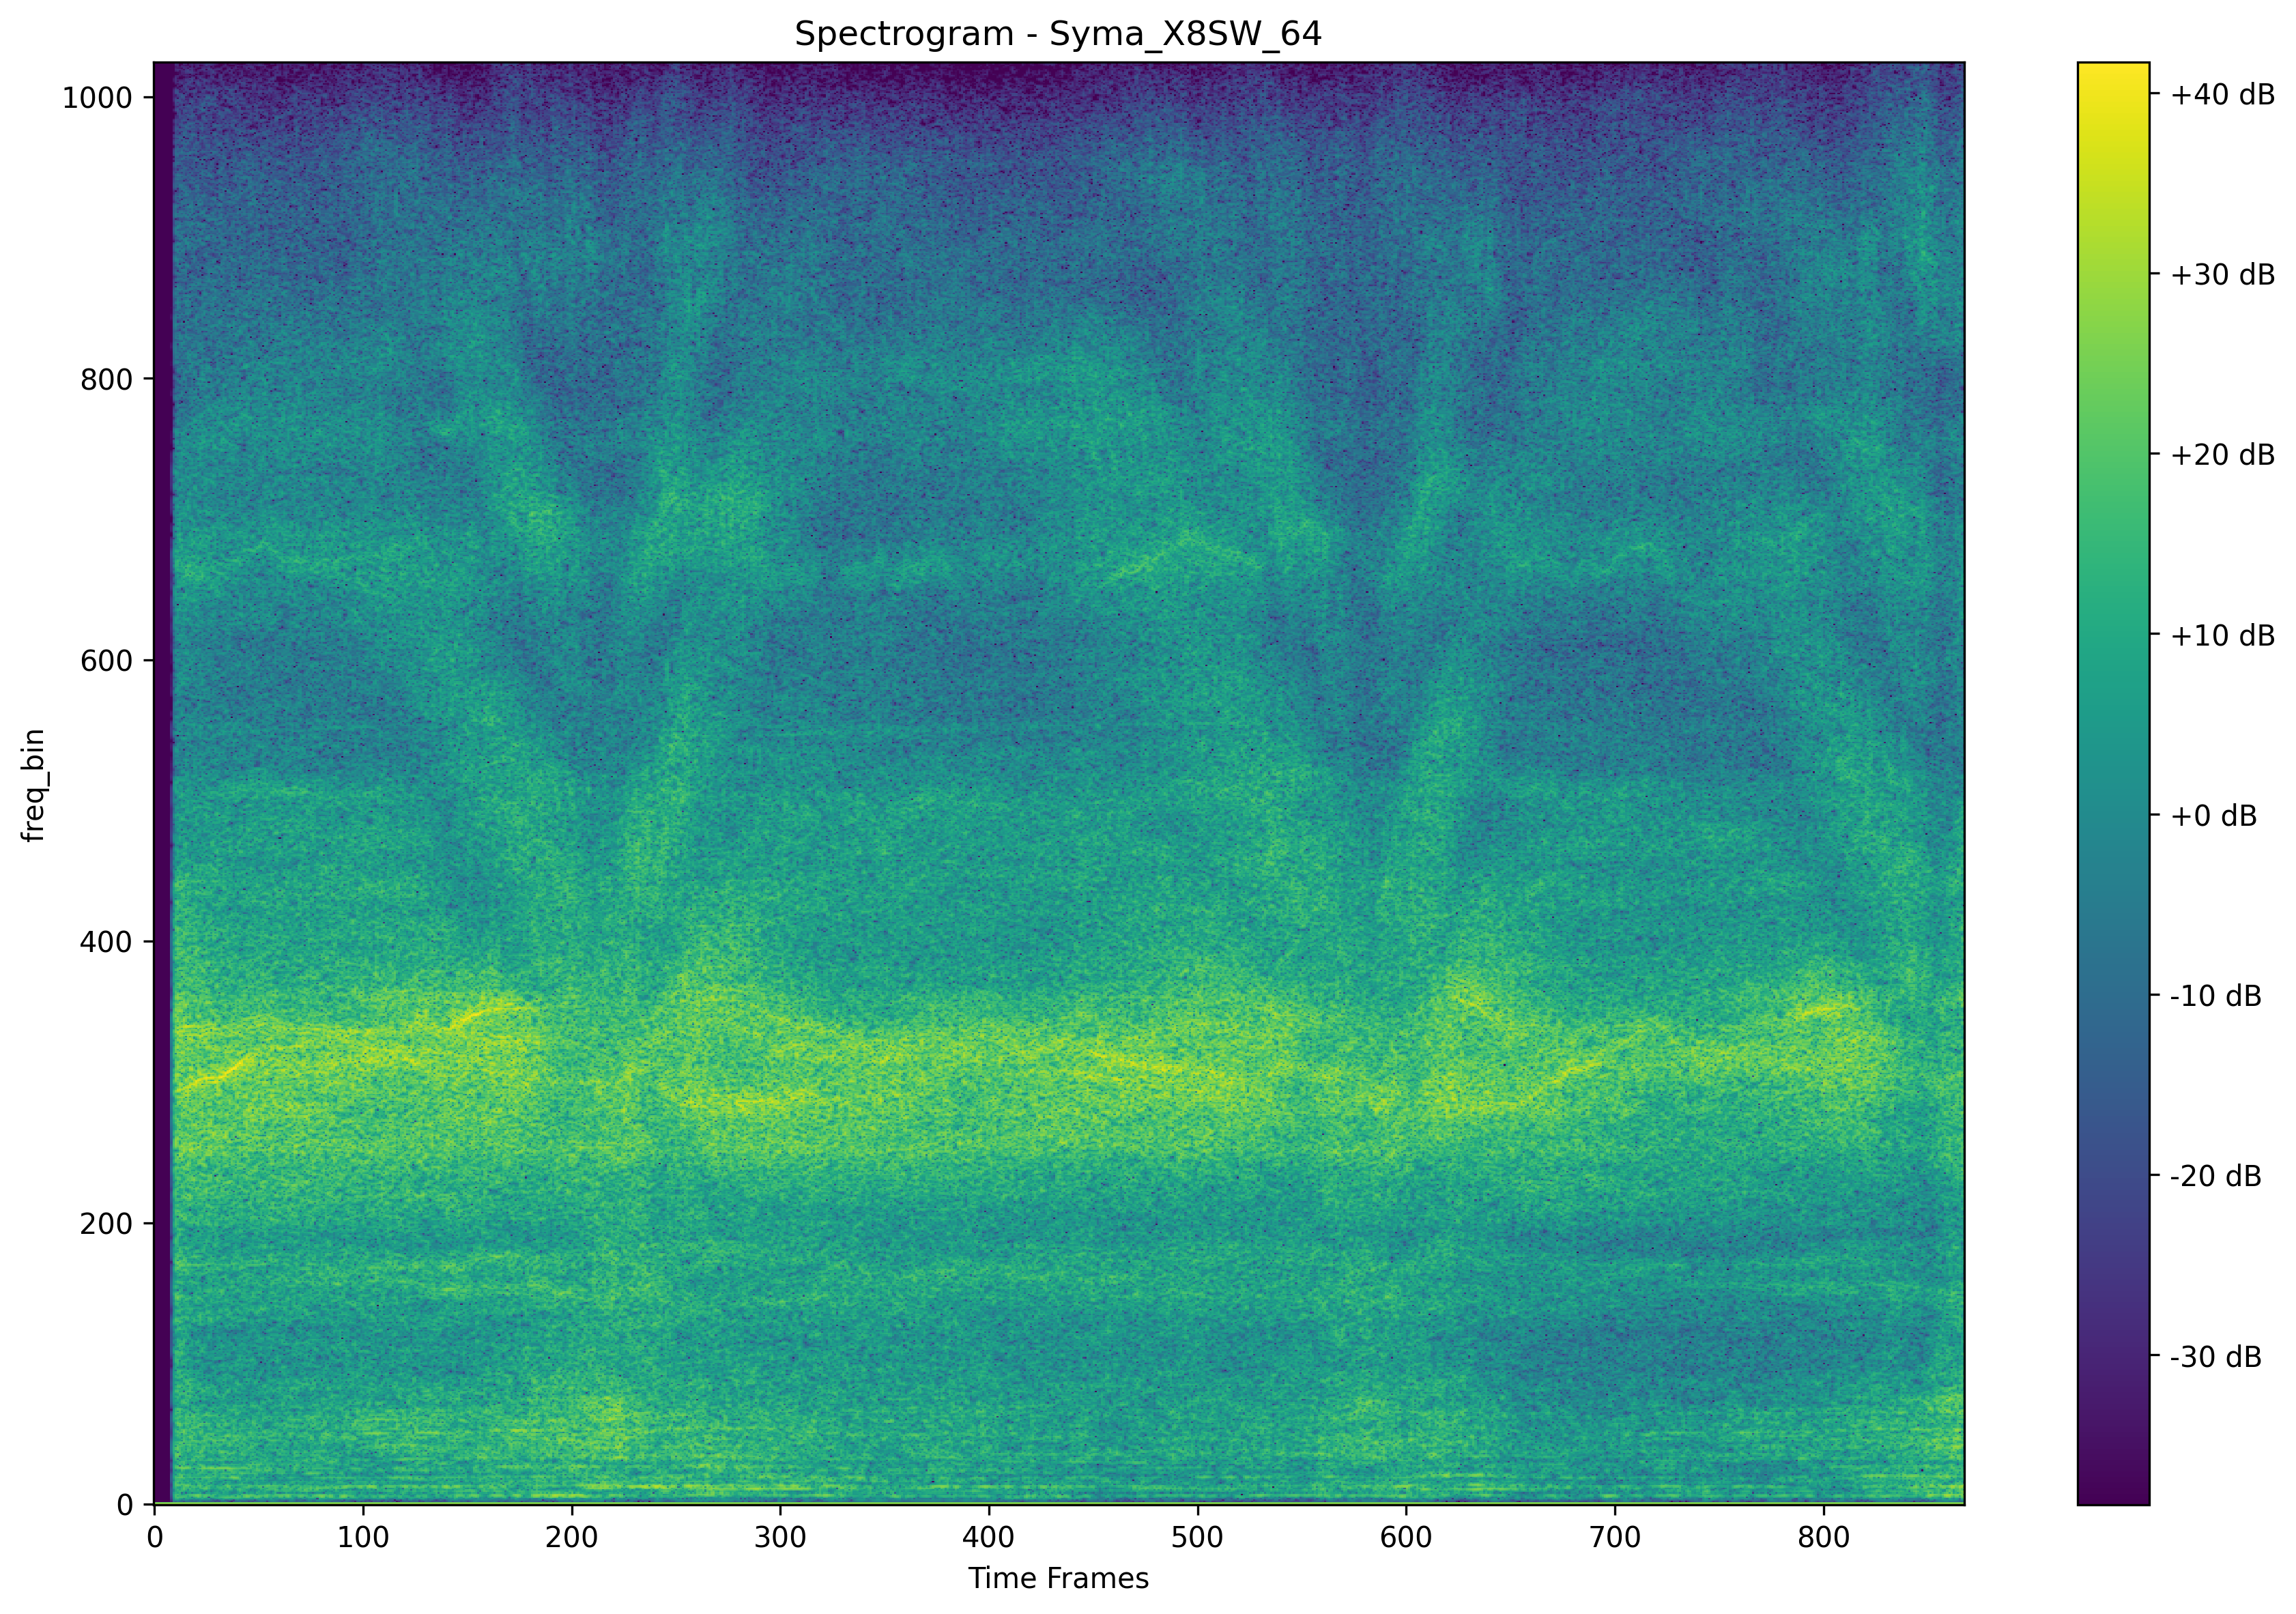 Spectrogram - Syma_X8SW_64
1000
800
600
400
200
0
freq_bin
0 100 200 300 400 500 600 700 800
Time Frames
+40 dB
+30 dB
+20 dB
+10 dB
+0 dB
-10 dB
-20 dB
-30 dB